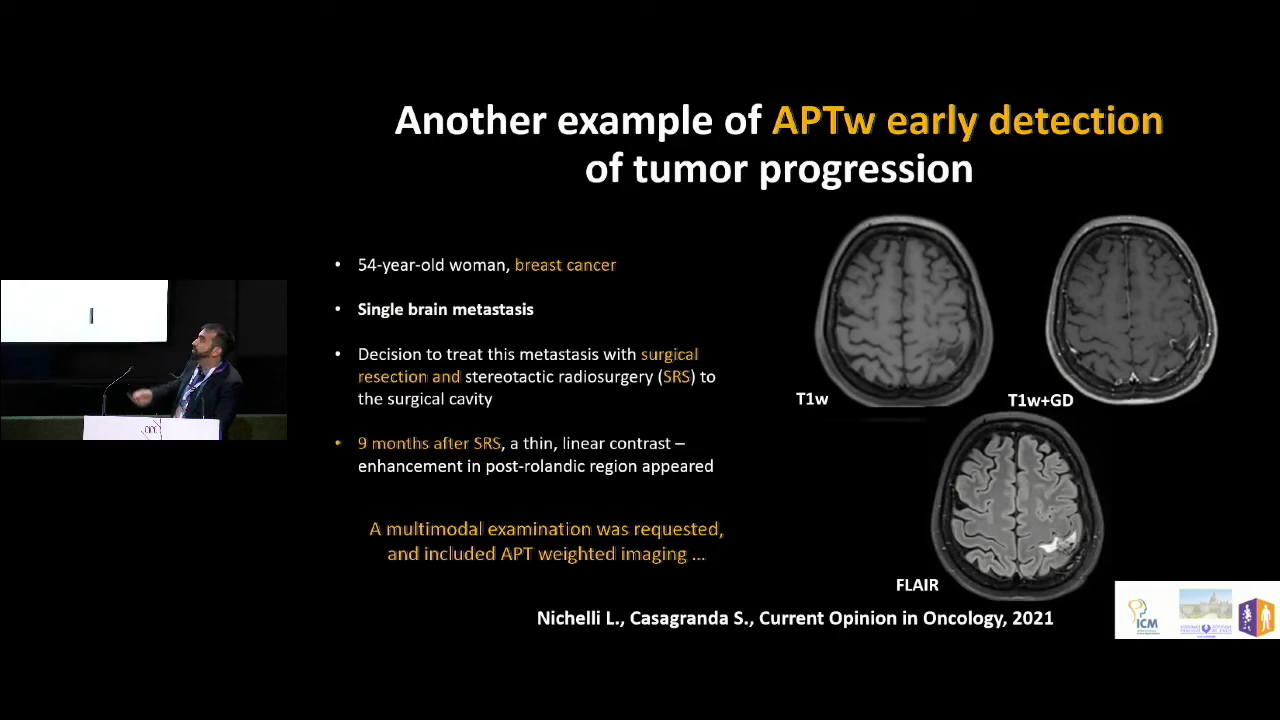 Another example of APTw early detection
of tumor progression
• 54-year-old woman, breast cancer
• Single brain metastasis
• Decision to treat this metastasis with surgical
resection and stereotactic radiosurgery (SRS) to
the surgical cavity
• 9 months after SRS, a thin, linear contrast –
enhancement in post-rolandic region appeared
A multimodal examination was requested,
and included APT weighted imaging ...
T1w
T1w+GD
FLAIR
Nichelli L., Casagranda S., Current Opinion in Oncology, 2021
ICM